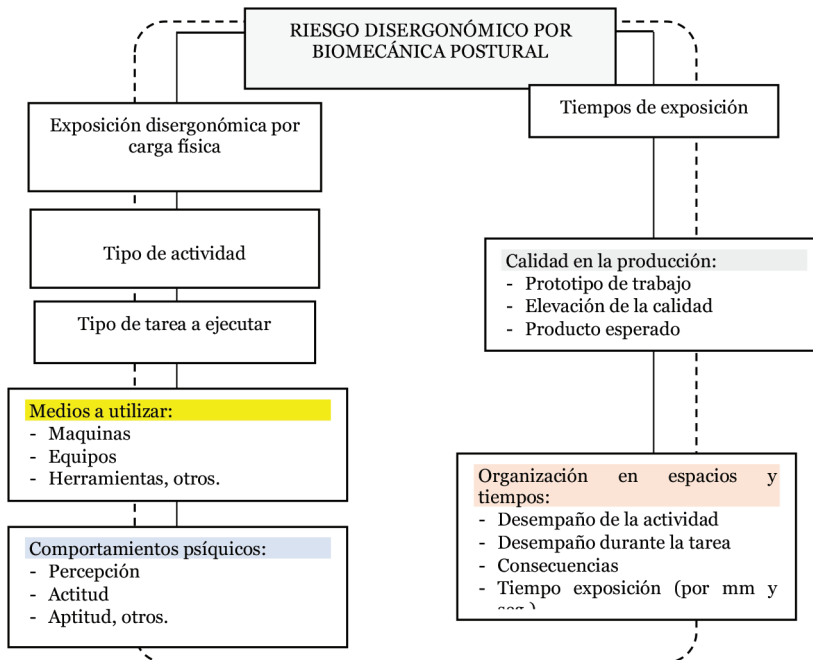 RIESGO DISERGONÓMICO POR
BIOMECÁNICA POSTURAL
Exposición disergonómica por
carga física
Tipo de actividad
Tipo de tarea a ejecutar
Medios a utilizar:
- Maquinas
- Equipos
- Herramientas, otros.
Comportamientos psíquicos:
- Percepción
- Actitud
- Aptitud, otros.
Tiempos de exposición
Calidad en la producción:
- Prototipo de trabajo
- Elevación de la calidad
- Producto esperado
Organización en espacios y
tiempos:
- Desempaño de la actividad
- Desempaño durante la tarea
- Consecuencias
- Tiempo exposición (por mm y